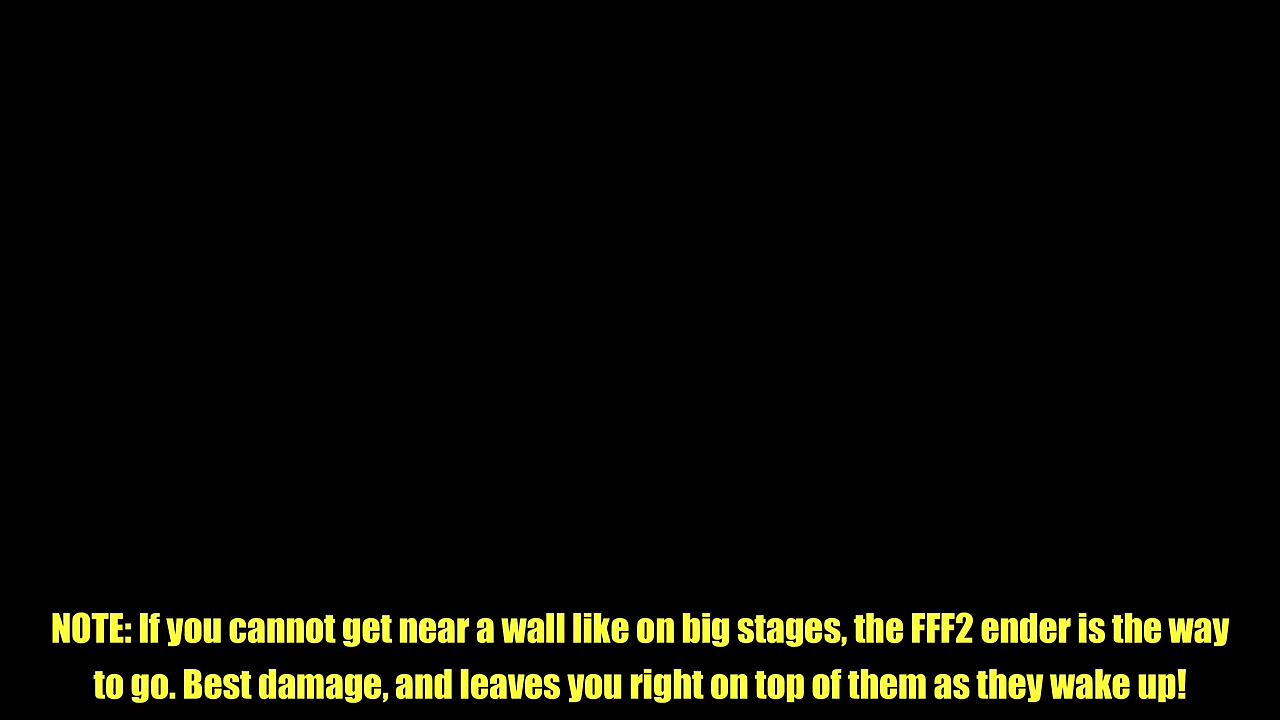 NOTE: If you cannot get near a wall like on big stages, the FFF2 ender is the way
to go. Best damage, and leaves you right on top of them as they wake up!